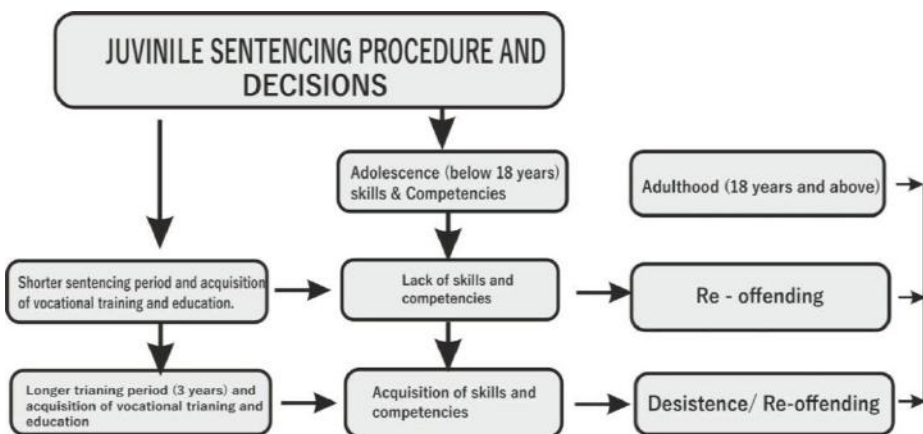 JUVINILE SENTENCING PROCEDURE AND
DECISIONS
Adolescence (below 18 years)
skills & Competencies
Adulthood (18 years and above)
Shorter sentencing period and acquisition
of vocational training and education.
Lack of skills and
competencies
Re - offending
Longer trianing period (3 years) and
acquisition of vocational trianing and
education
Acquisition of skills and
competencies
Desistence/ Re-offending